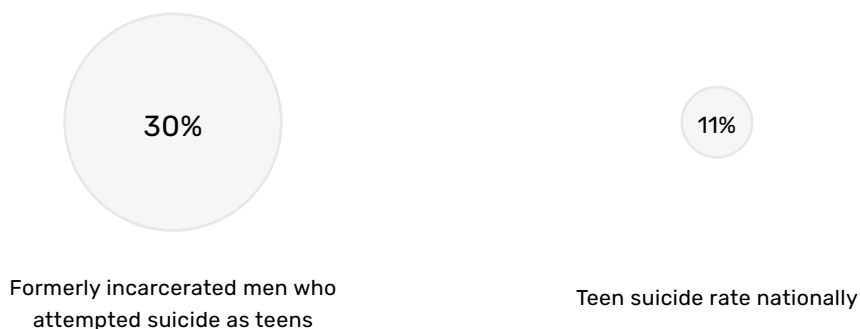 30%
11%
Formerly incarcerated men who
attempted suicide as teens
Teen suicide rate nationally